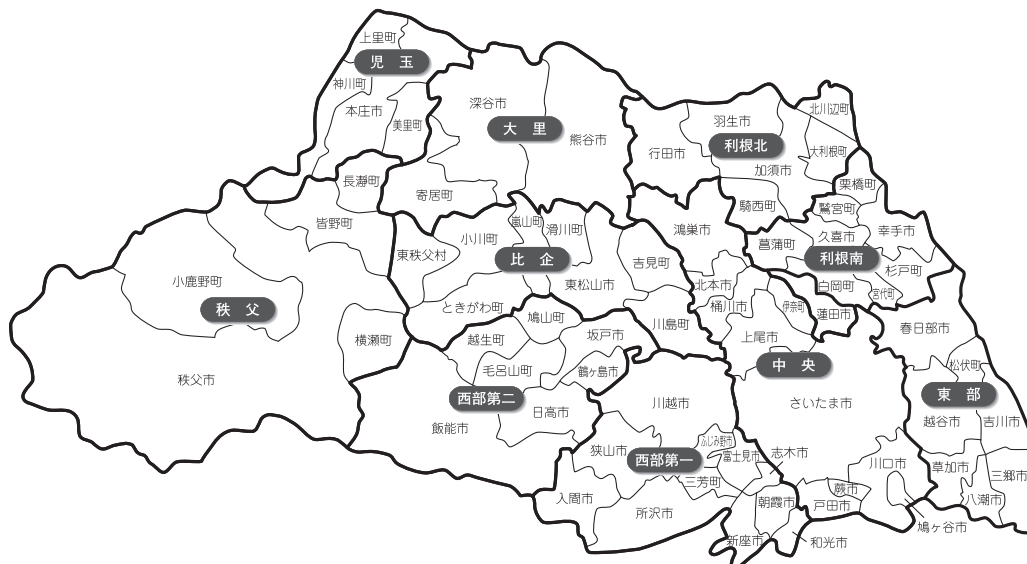 上里町
児玉
神川町
本庄市
美里町
深谷市
大里
熊谷市
寄居町
長瀞町
皆野町
小鹿野町
秩父
横瀬町
秩父市
東秩父村
小川町
嵐山町
滑川町
比企
東松山市
吉見町
ときがわ町
川島町
鳩山町
越生町
毛呂山町
坂戸市
鶴ヶ島市
西部第二
日高市
飯能市
川越市
狭山市
ふじみ野市
西部第一
富士見市
三芳町
志木市
入間市
所沢市
朝霞市
新座市
和光市
北川辺町
羽生市
利根北
行田市
大利根町
加須市
騎西町
栗橋町
鷲宮町
幸手市
久喜市
菖蒲町
利根南
杉戸町
白岡町
宮代町
鴻巣市
北本市
桶川市
伊奈町
蓮田市
上尾市
中央
さいたま市
川口市
蕨市
戸田市
鳩ヶ谷市
春日部市
松伏町
東部
越谷市
吉川市
草加市
三郷市
八潮市